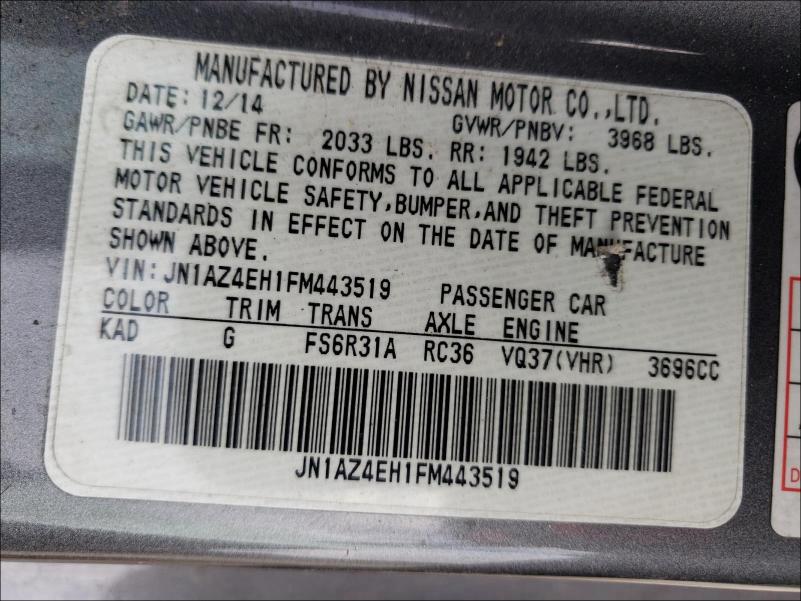 MANUFACTURED BY NISSAN MOTOR CO.,LTD.
DATE: 12/14 GVWR/PNBV: 3968 LBS.
GAWR/PNBE FR: 2033 LBS. RR: 1942 LBS.
THIS VEHICLE CONFORMS TO ALL APPLICABLE FEDERAL
MOTOR VEHICLE SAFETY,BUMPER,AND THEFT PREVENTION
STANDARDS IN EFFECT ON THE DATE OF MANUFACTURE
SHOWN ABOVE.
VIN:JN1AZ4EH1FM443519 PASSENGER CAR
COLOR TRIM TRANS AXLE ENGINE
KAD G FS6R31A RC36 VQ37(VHR) 3696CC
JN1AZ4EH1FM443519